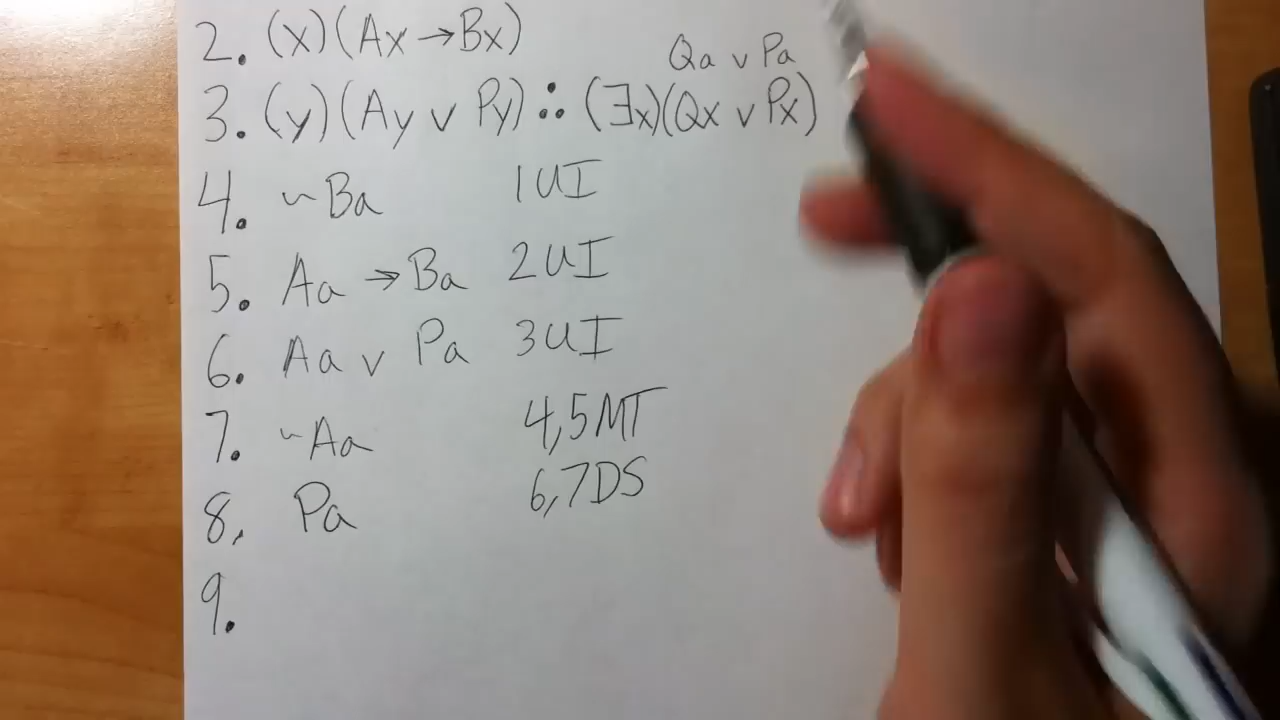 2. (x)(Ax → Bx)
Qa v Pa
3. (y)(Ay v Py) ∴ (∃x)(Qx v Px)
4. ~Ba 1UI
5. Aa → Ba 2UI
6. Aa v Pa 3UI
7. ~Aa 4,5MT
8. Pa 6,7DS
9.